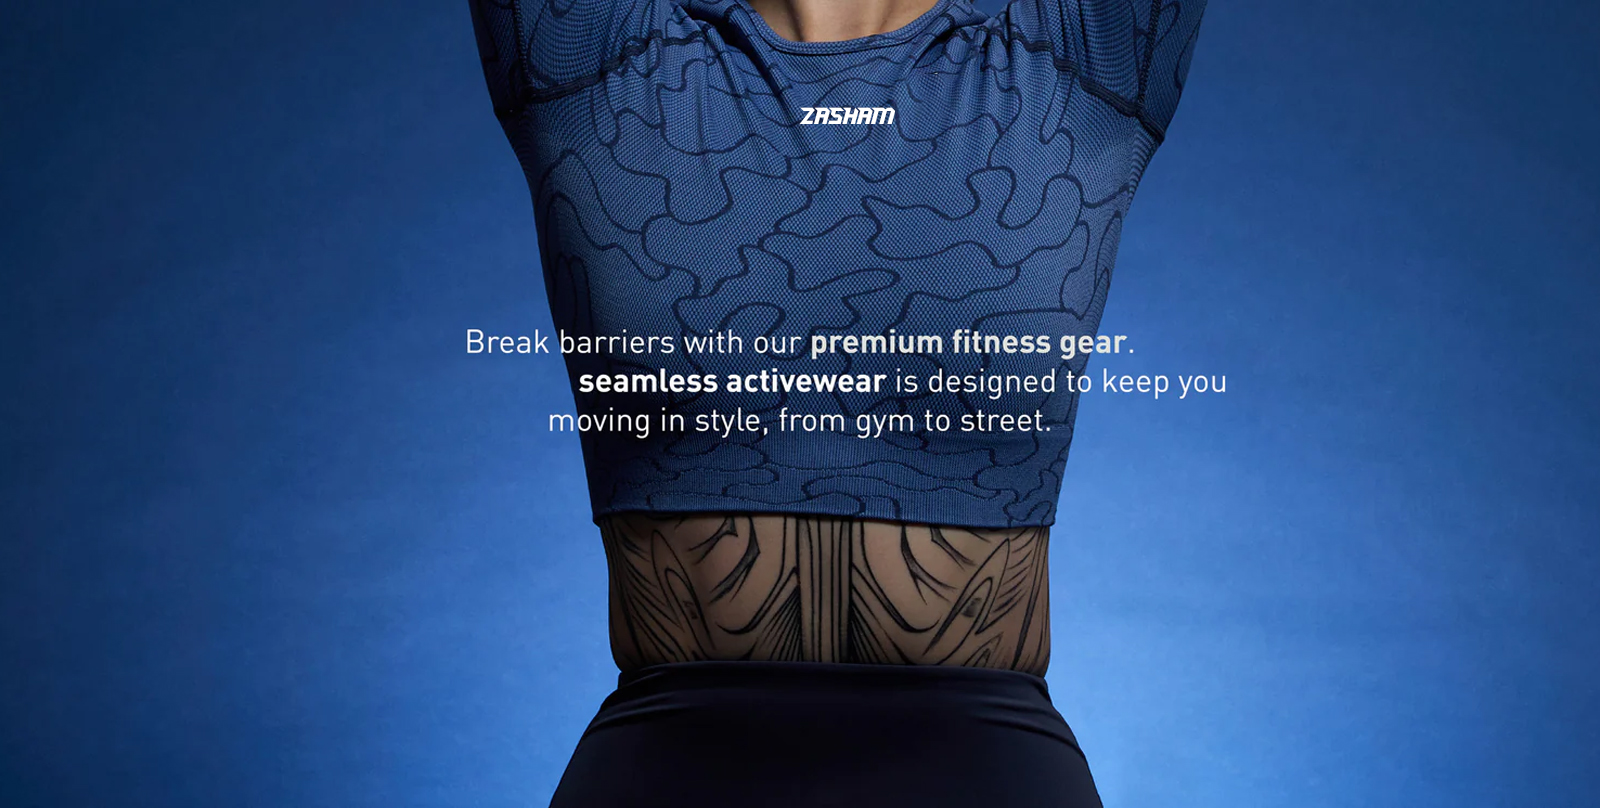 ZASHAM
Break barriers with our premium fitness gear.
seamless activewear is designed to keep you
moving in style, from gym to street.